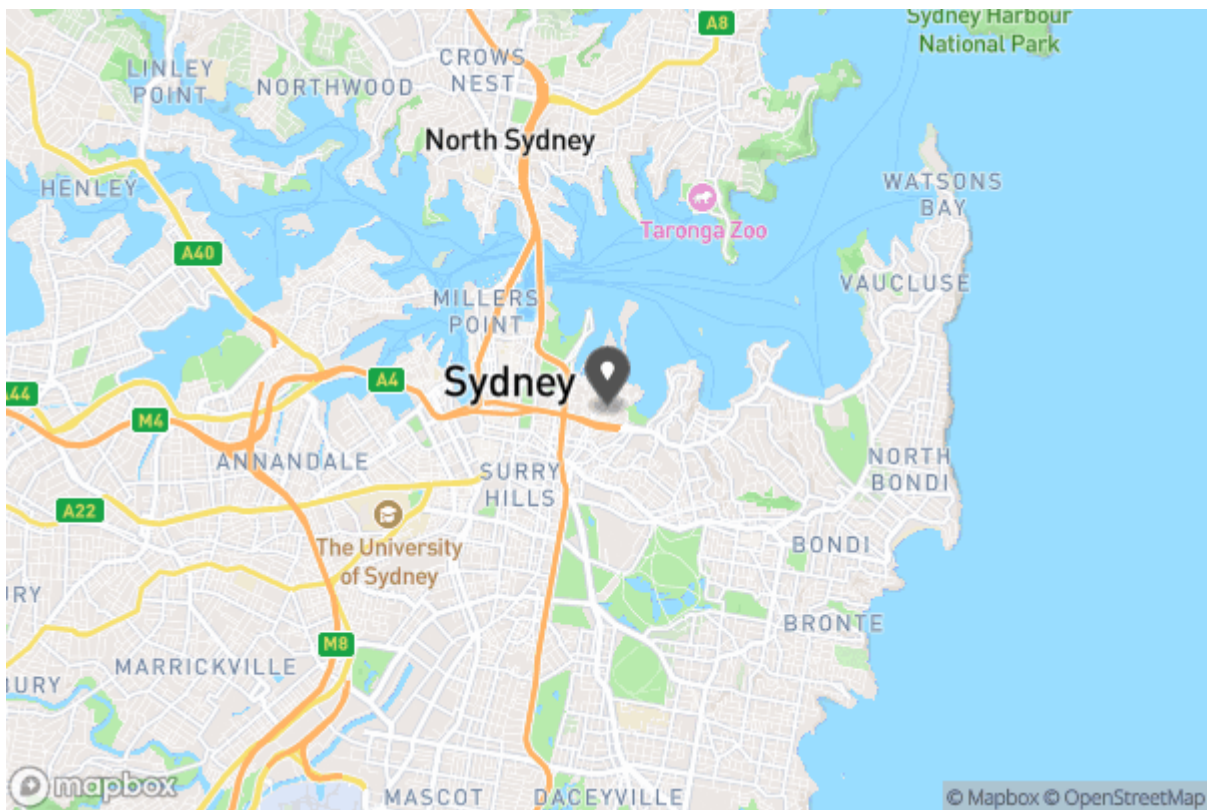 Sydney Harbour
National Park
A8
CROWS
NEST
LINLEY
POINT
NORTHWOOD
North Sydney
HENLEY
WATSONS
BAY
Taronga Zoo
A40
VAUCLUSE
MILLERS
POINT
A4
Sydney
A44
M4
ANNANDALE
SURRY
HILLS
NORTH
BONDI
A22
The University
of Sydney
BONDI
URY
BRONTE
M8
MARRICKVILLE
BURY
mapbox
MASCOT
DACEYVILLE
© Mapbox © OpenStreetMap